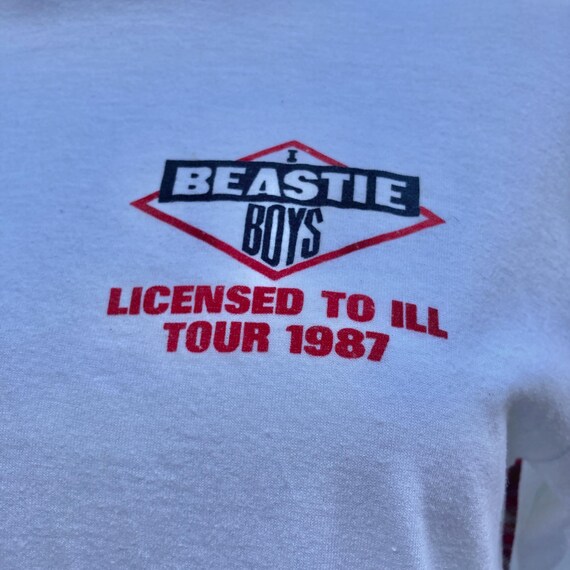 I
BEASTIE
BOYS
LICENSED TO ILL
TOUR 1987